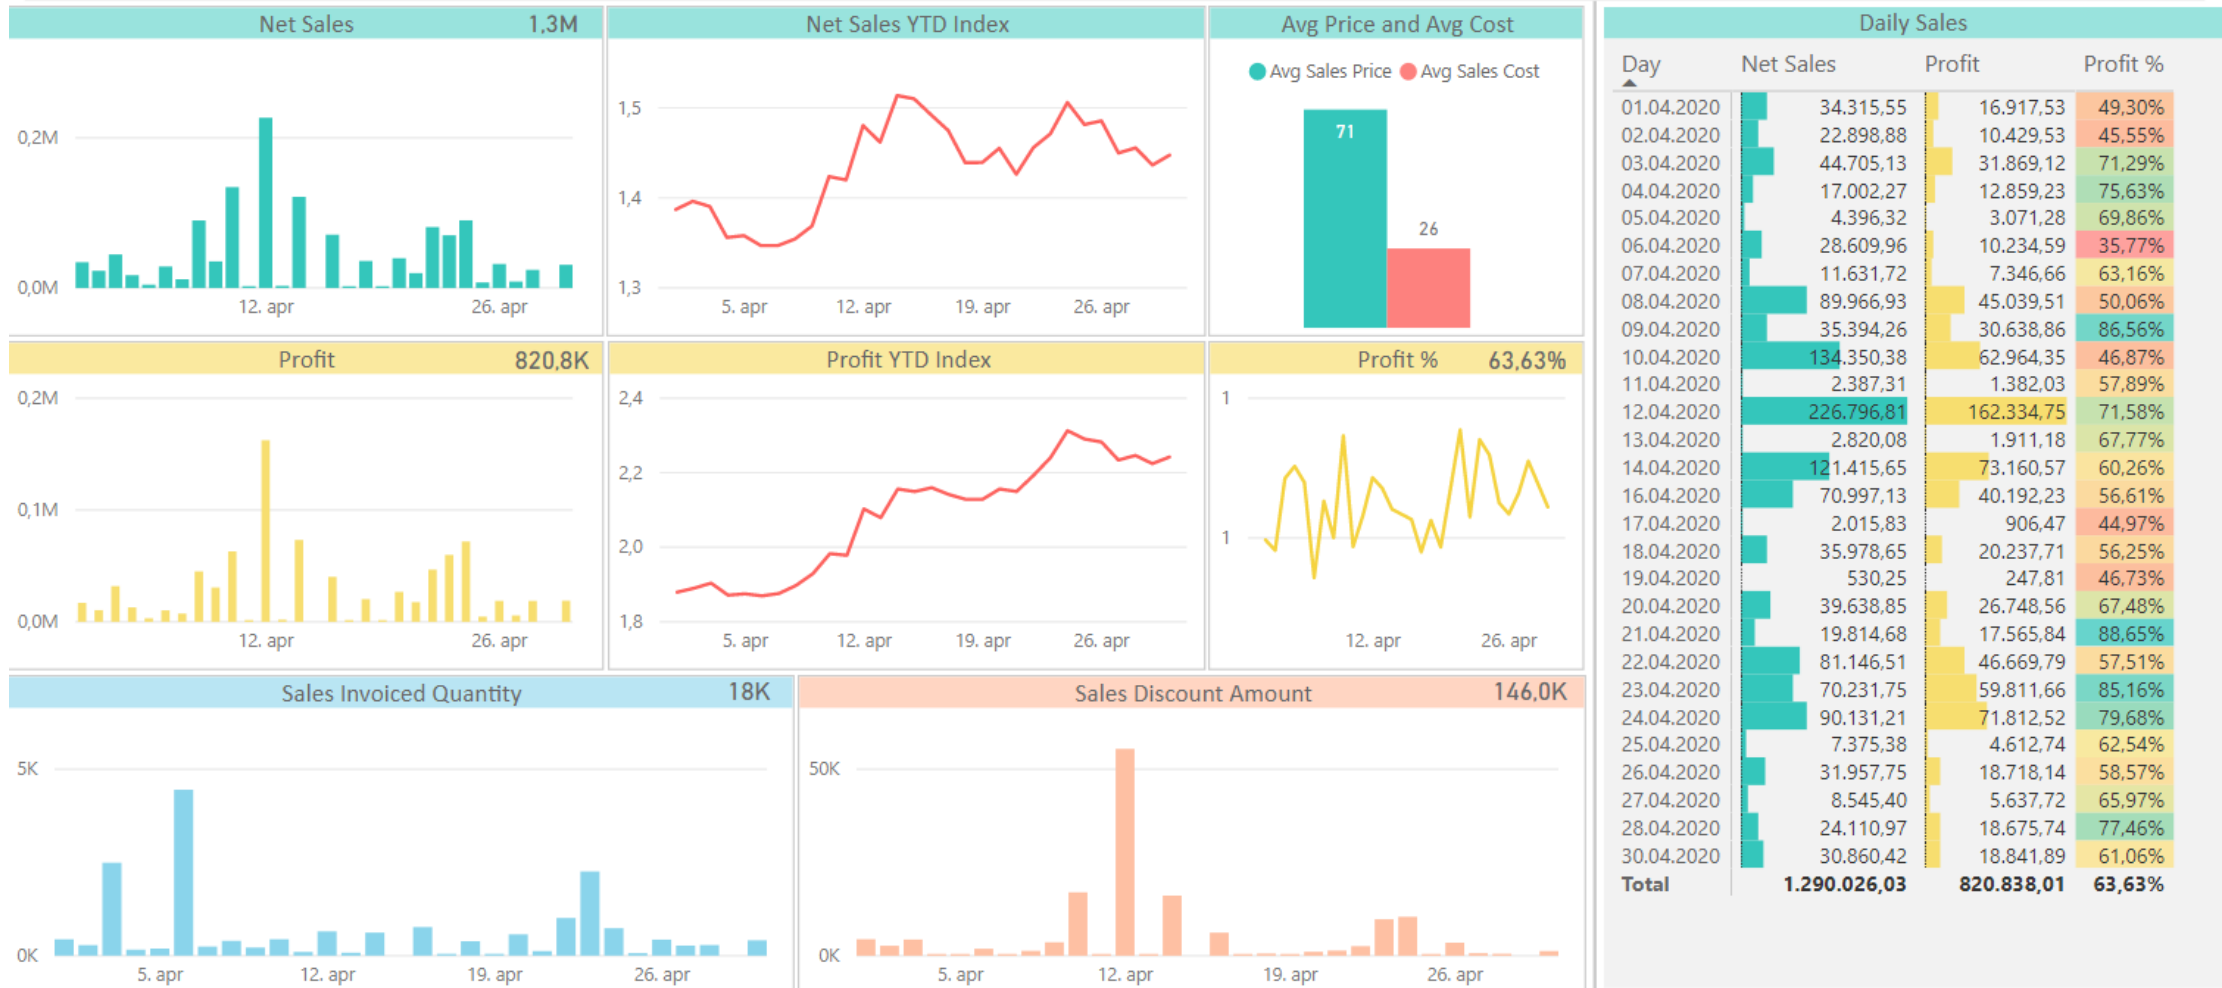 Net Sales 1,3M
0,2M
0,0M
12. apr 26. apr
Net Sales YTD Index
1,5
1,4
1,3
5. apr 12. apr 19. apr 26. apr
Avg Price and Avg Cost
Avg Sales Price Avg Sales Cost
71
26
Profit 820,8K
0,2M
0,1M
0,0M
12. apr 26. apr
Profit YTD Index
2,4
2,2
2,0
1,8
5. apr 12. apr 19. apr 26. apr
Profit % 63,63%
1
1
12. apr 26. apr
Sales Invoiced Quantity 18K
5K
0K
5. apr 12. apr 19. apr 26. apr
Sales Discount Amount 146,0K
50K
0K
5. apr 12. apr 19. apr 26. apr
Daily Sales
Day Net Sales Profit Profit %
01.04.2020 34.315,55 16.917,53 49,30%
02.04.2020 22.898,88 10.429,53 45,55%
03.04.2020 44.705,13 31.869,12 71,29%
04.04.2020 17.002,27 12.859,23 75,63%
05.04.2020 4.396,32 3.071,28 69,86%
06.04.2020 28.609,96 10.234,59 35,77%
07.04.2020 11.631,72 7.346,66 63,16%
08.04.2020 89.966,93 45.039,51 50,06%
09.04.2020 35.394,26 30.638,86 86,56%
10.04.2020 134.350,38 62.964,35 46,87%
11.04.2020 2.387,31 1.382,03 57,89%
12.04.2020 226.796,81 162.334,75 71,58%
13.04.2020 2.820,08 1.911,18 67,77%
14.04.2020 121.415,65 73.160,57 60,26%
16.04.2020 70.997,13 40.192,23 56,61%
17.04.2020 2.015,83 906,47 44,97%
18.04.2020 35.978,65 20.237,71 56,25%
19.04.2020 530,25 247,81 46,73%
20.04.2020 39.638,85 26.748,56 67,48%
21.04.2020 19.814,68 17.565,84 88,65%
22.04.2020 81.146,51 46.669,79 57,51%
23.04.2020 70.231,75 59.811,66 85,16%
24.04.2020 90.131,21 71.812,52 79,68%
25.04.2020 7.375,38 4.612,74 62,54%
26.04.2020 31.957,75 18.718,14 58,57%
27.04.2020 8.545,40 5.637,72 65,97%
28.04.2020 24.110,97 18.675,74 77,46%
30.04.2020 30.860,42 18.841,89 61,06%
Total 1.290.026,03 820.838,01 63,63%